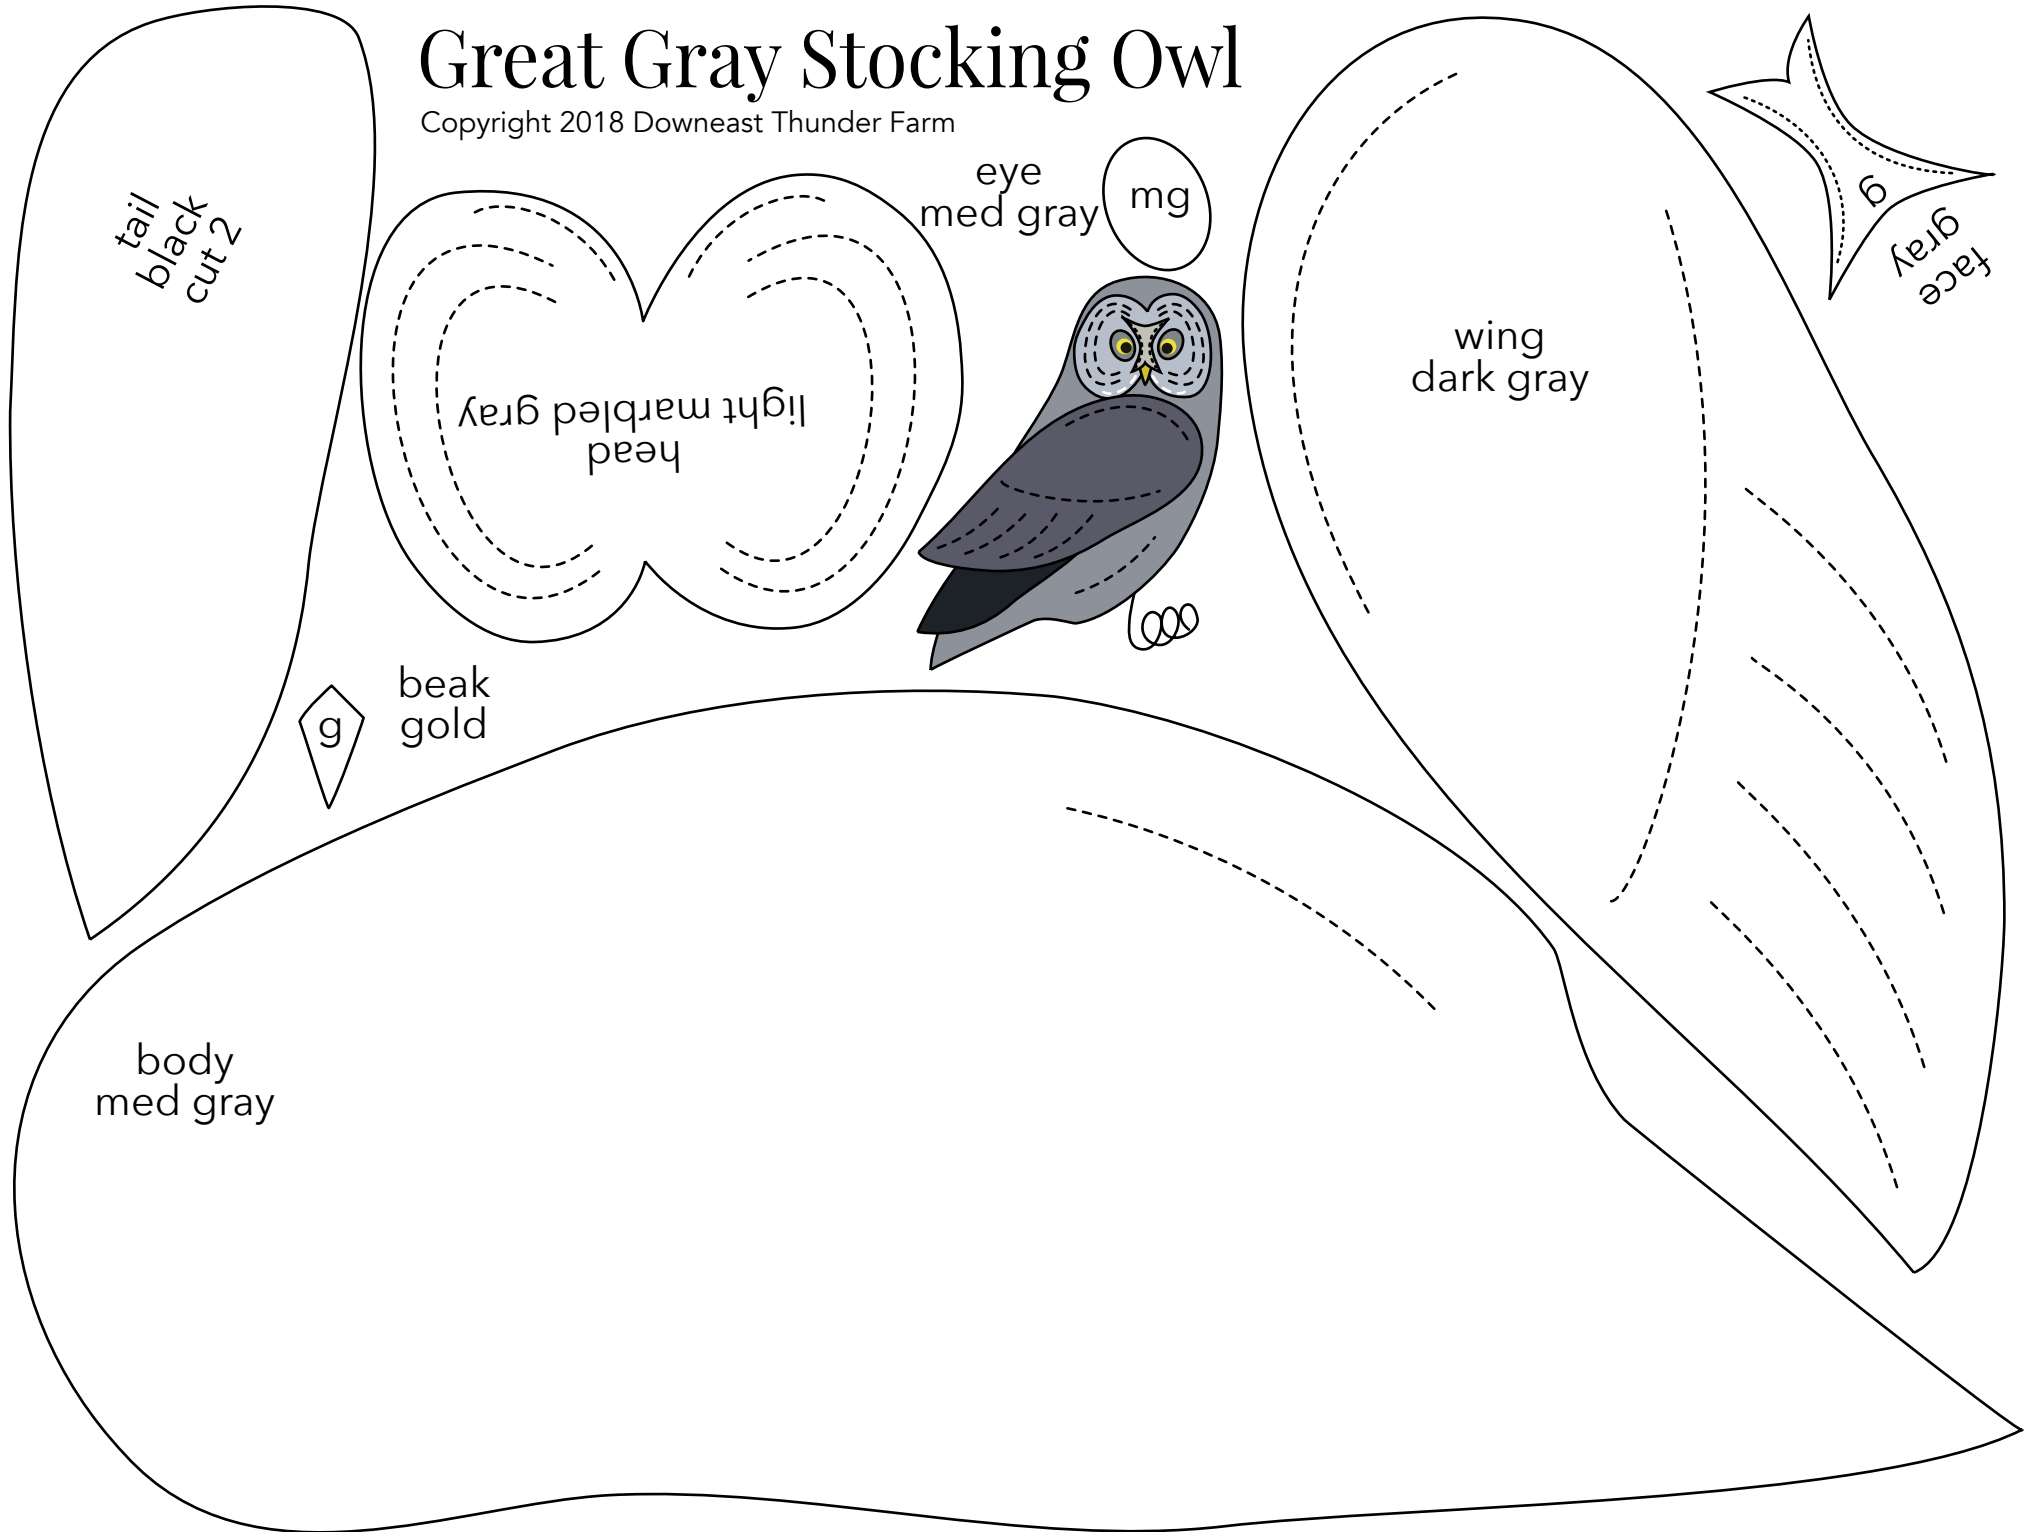 Great Gray Stocking Owl
Copyright 2018 Downeast Thunder Farm
tail
black
cut 2
eye
med gray
mg
wing
dark gray
g
face
gray
head
light marbled gray
g
beak
gold
body
med gray